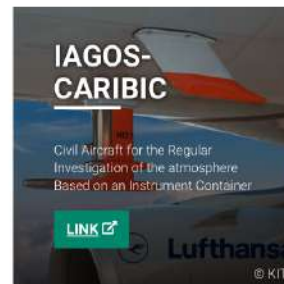 IAGOS-
CARIBIC
Civil Aircraft for the Regular
Investigation of the atmosphere
Based on an Instrument Container
LINK
Lufthansa
© KIT